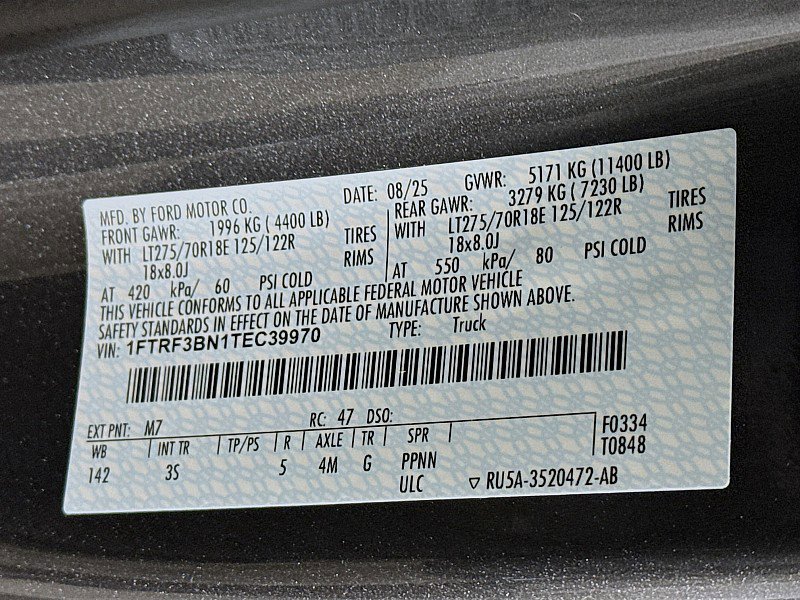 MFD. BY FORD MOTOR CO. DATE: 08/25 GVWR: 5171 KG (11400 LB)
FRONT GAWR: 1996 KG ( 4400 LB) REAR GAWR: 3279 KG ( 7230 LB)
WITH LT275/70R18E 125/122R TIRES WITH LT275/70R18E 125/122R TIRES
18x8.0J RIMS 18x8.0J RIMS
AT 420 kPa/ 60 PSI COLD AT 550 kPa/ 80 PSI COLD
THIS VEHICLE CONFORMS TO ALL APPLICABLE FEDERAL MOTOR VEHICLE
SAFETY STANDARDS IN EFFECT ON THE DATE OF MANUFACTURE SHOWN ABOVE.
VIN: 1FTRF3BN1TEC39970 TYPE: Truck
EXT PNT: M7 RC: 47 DSO: F0334
WB INT TR TP/PS R AXLE TR SPR T0848
142 3S 5 4M G PPNN
ULC ▽ RU5A-3520472-AB